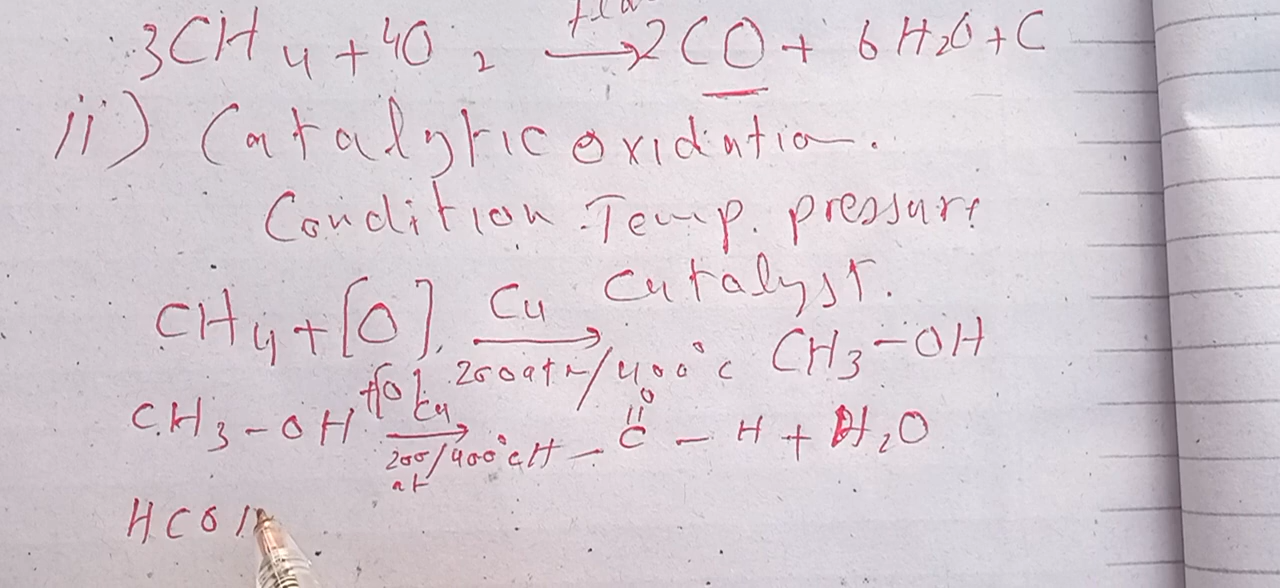 3CH4 + 4O2 → 2CO + 6H2O + C
ii) Catalytic oxidation.
Condition Temp. pressure
catalyst.
CH4 + [O] Cu → 200atm/400°C CH3-OH
CH3-OH + [O] Cu → 200/400°C at H-C(=O)-H + H2O
HCOH